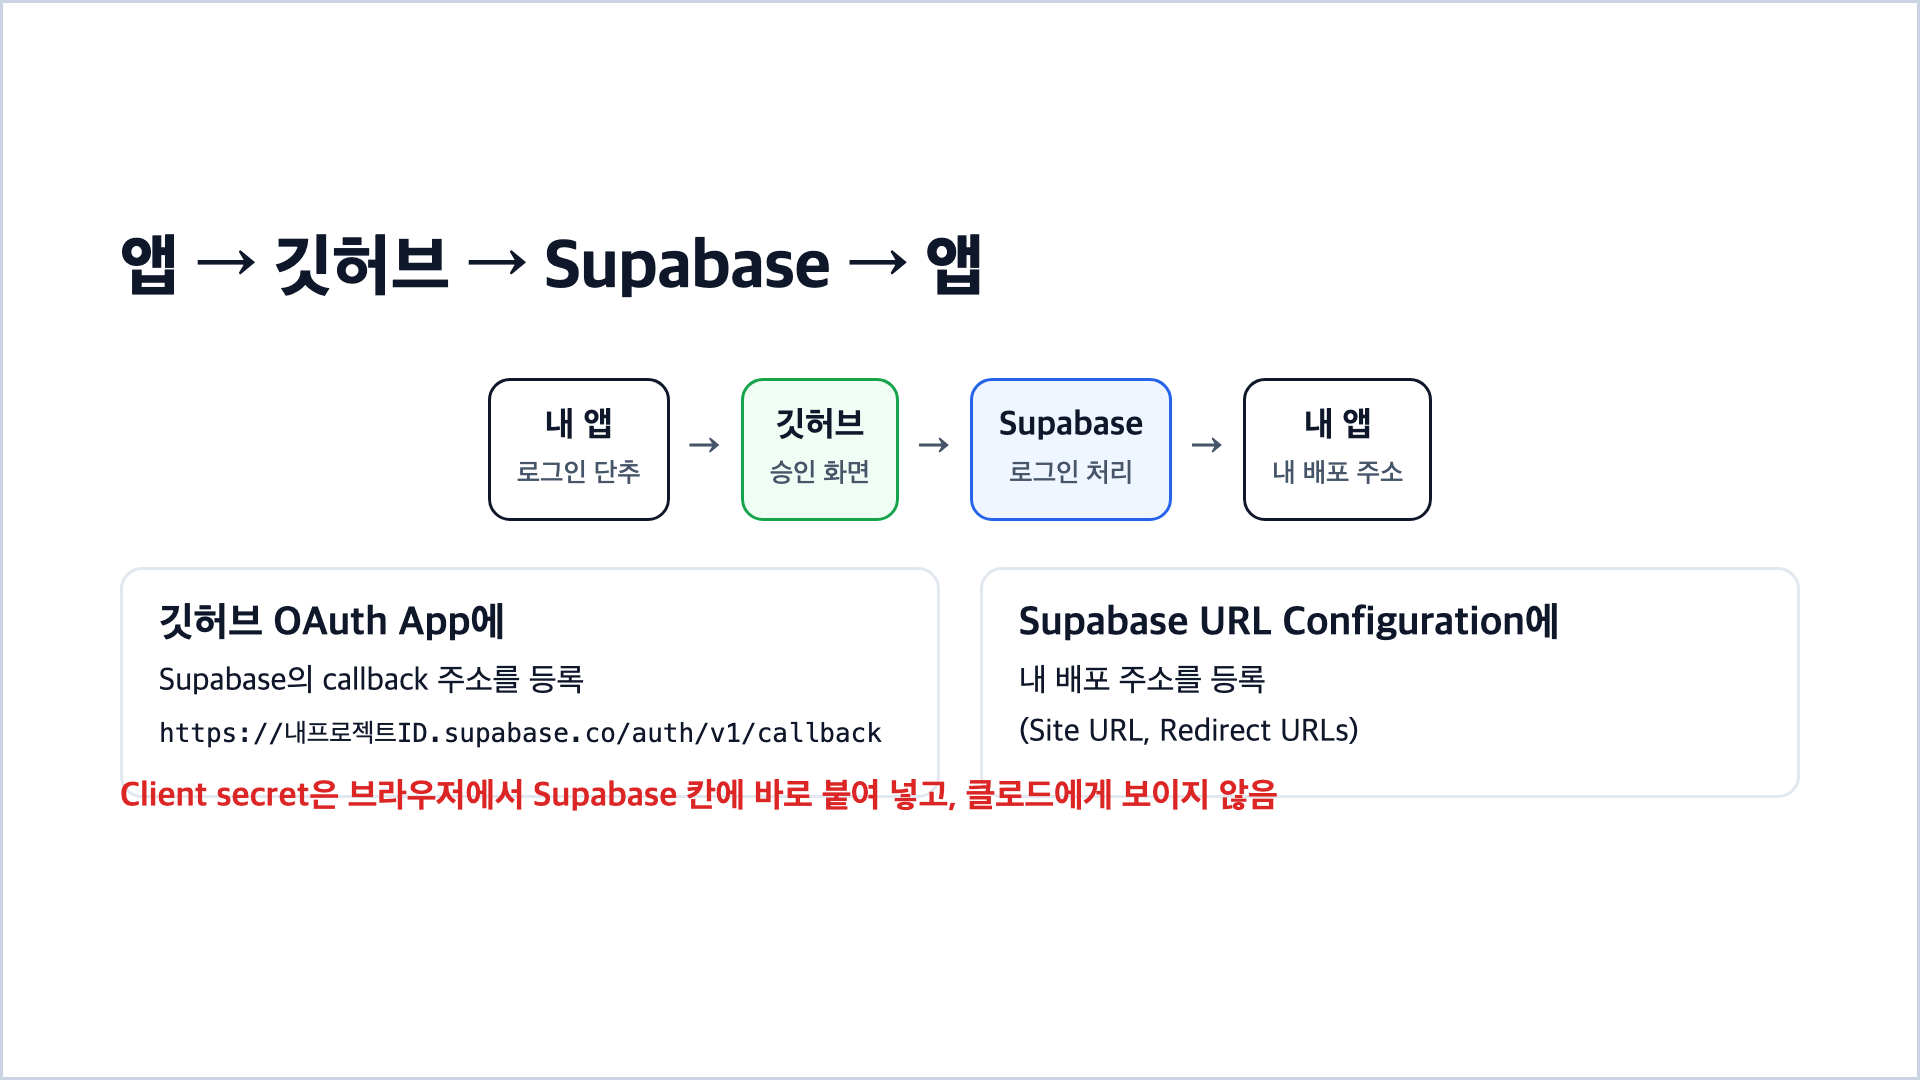 앱 → 깃허브 → Supabase → 앱
내 앱
로그인 단추
→
깃허브
승인 화면
→
Supabase
로그인 처리
→
내 앱
내 배포 주소
깃허브 OAuth App에
Supabase의 callback 주소를 등록
https://내프로젝트ID.supabase.co/auth/v1/callback
Supabase URL Configuration에
내 배포 주소를 등록
(Site URL, Redirect URLs)
Client secret은 브라우저에서 Supabase 칸에 바로 붙여 넣고, 클로드에게 보이지 않음